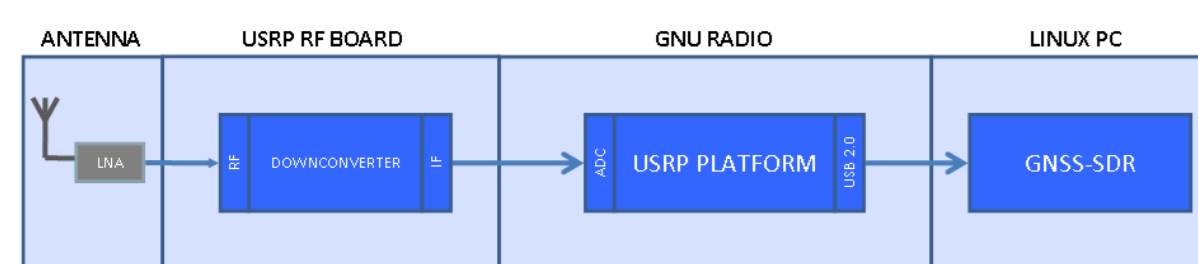 ANTENNA
USRP RF BOARD
GNU RADIO
LINUX PC
LNA
RF
DOWNCONVERTER
IF
ADC
USRP PLATFORM
USB 2.0
GNSS-SDR